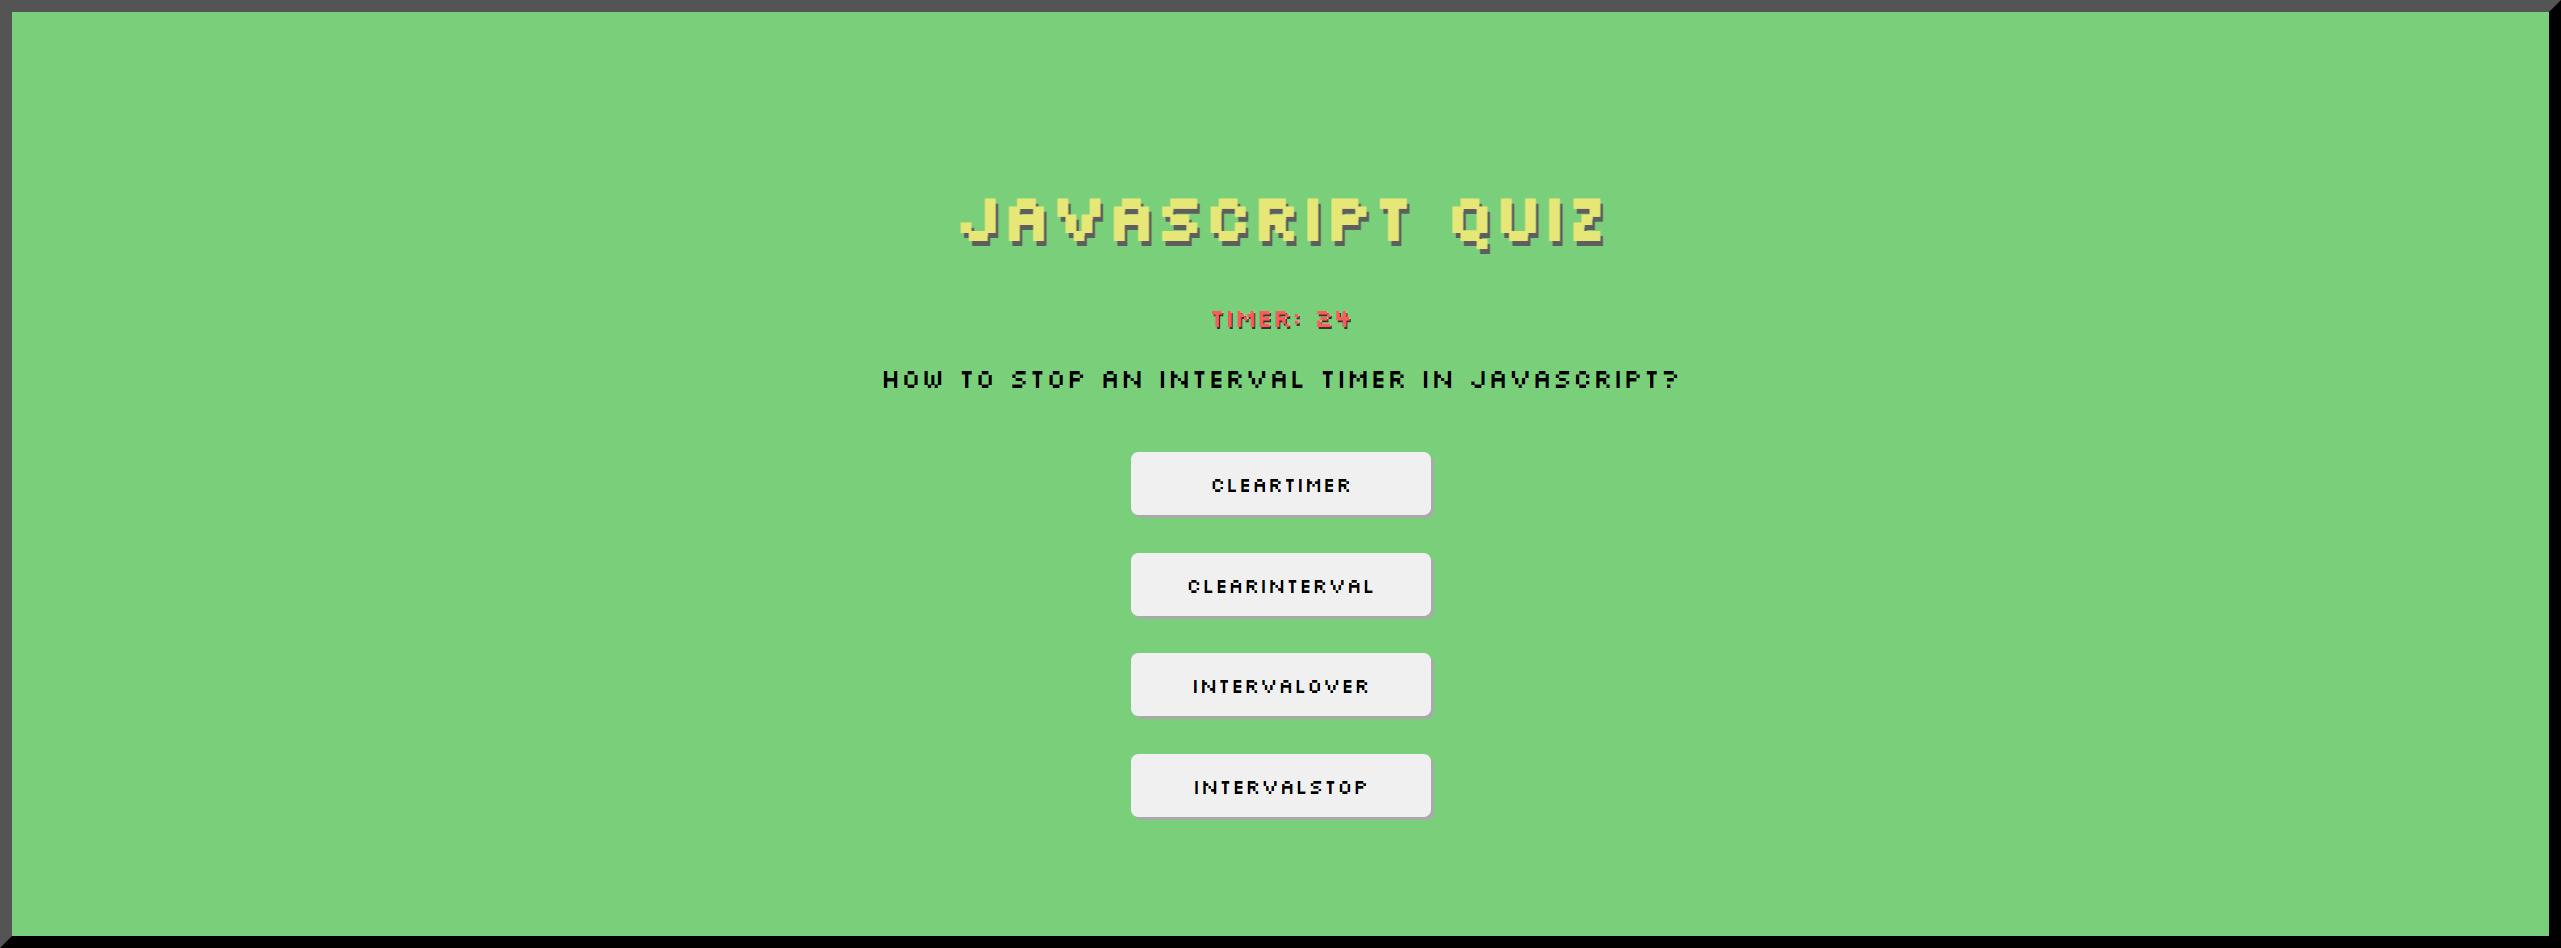 JAVASCRIPT QUIZ
TIMER: 24
HOW TO STOP AN INTERVAL TIMER IN JAVASCRIPT?
CLEARTIMER
CLEARINTERVAL
INTERVALOVER
INTERVALSTOP